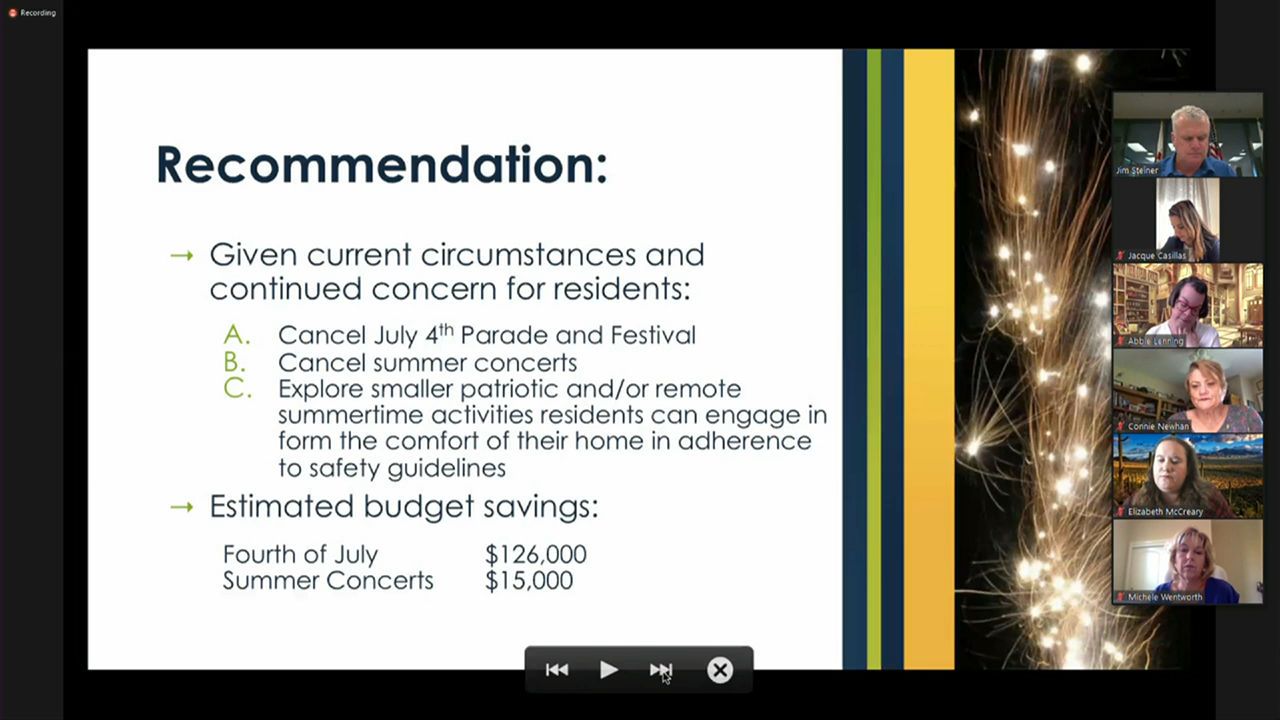 Recording
Recommendation:
→ Given current circumstances and
continued concern for residents:
A. Cancel July 4th Parade and Festival
B. Cancel summer concerts
C. Explore smaller patriotic and/or remote
summertime activities residents can engage in
form the comfort of their home in adherence
to safety guidelines
→ Estimated budget savings:
Fourth of July $126,000
Summer Concerts $15,000
Jim Steiner
Jacque Casillas
Abbie Lenning
Connie Newhan
Elizabeth McCreary
Michele Wentworth